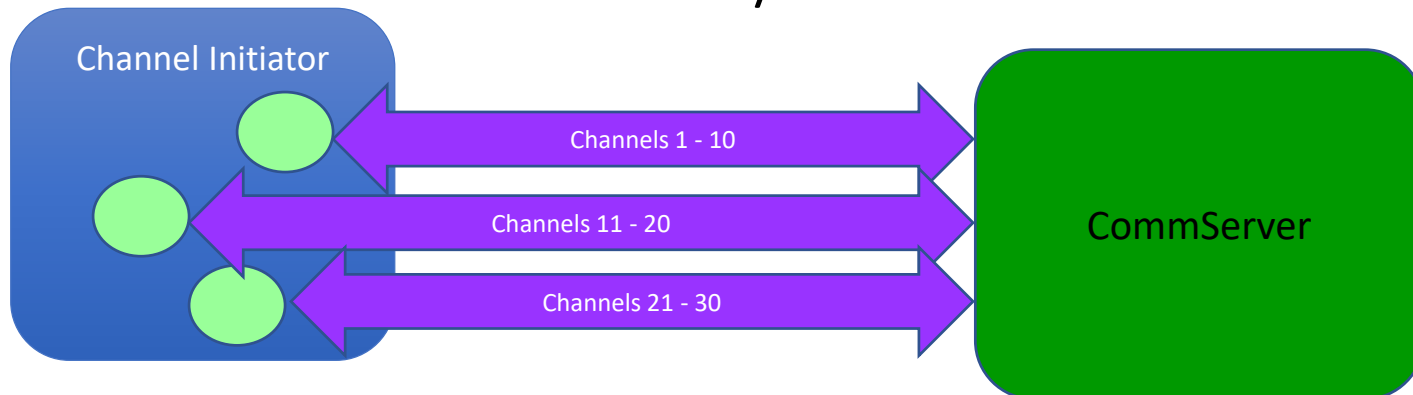 Channel Initiator
Channels 1 - 10
Channels 11 - 20
CommServer
Channels 21 - 30